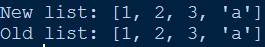 New list: [1, 2, 3, 'a']
Old list: [1, 2, 3, 'a']